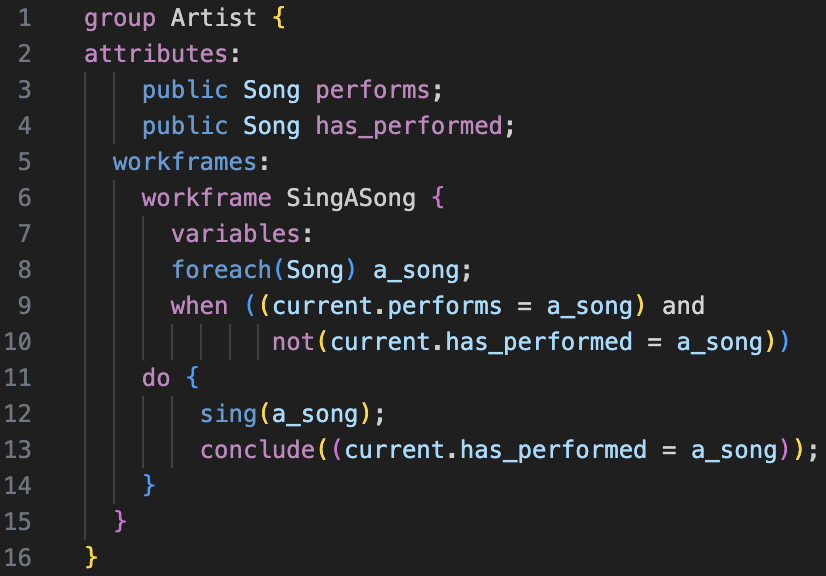 1 group Artist {
2 attributes:
3 public Song performs;
4 public Song has_performed;
5 workframes:
6 workframe SingASong {
7 variables:
8 foreach(Song) a_song;
9 when ((current.performs = a_song) and
10 not(current.has_performed = a_song))
11 do {
12 sing(a_song);
13 conclude((current.has_performed = a_song));
14 }
15 }
16 }